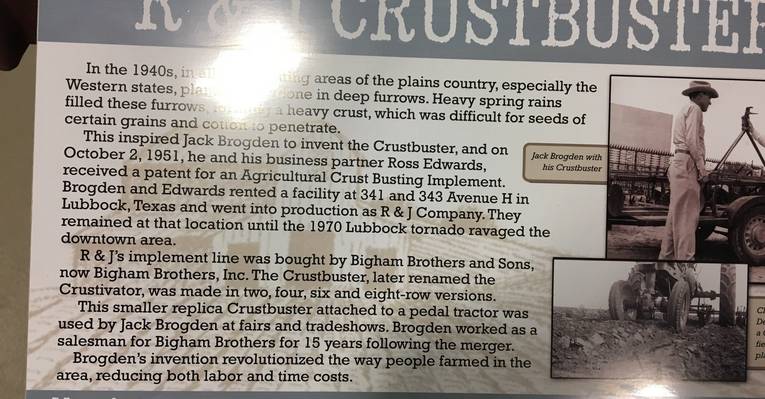 R & J CRUSTBUSTER
In the 1940s, in all areas of the plains country, especially the
Western states, done in deep furrows. Heavy spring rains
filled these furrows, a heavy crust, which was difficult for seeds of
certain grains and cotton to penetrate.
This inspired Jack Brogden to invent the Crustbuster, and on
October 2, 1951, he and his business partner Ross Edwards,
received a patent for an Agricultural Crust Busting Implement.
Brogden and Edwards rented a facility at 341 and 343 Avenue H in
Lubbock, Texas and went into production as R & J Company. They
remained at that location until the 1970 Lubbock tornado ravaged the
downtown area.
R & J's implement line was bought by Bigham Brothers and Sons,
now Bigham Brothers, Inc. The Crustbuster, later renamed the
Crustivator, was made in two, four, six and eight-row versions.
This smaller replica Crustbuster attached to a pedal tractor was
used by Jack Brogden at fairs and tradeshows. Brogden worked as a
salesman for Bigham Brothers for 15 years following the merger.
Brogden's invention revolutionized the way people farmed in the
area, reducing both labor and time costs.
Jack Brogden with
his Crustbuster